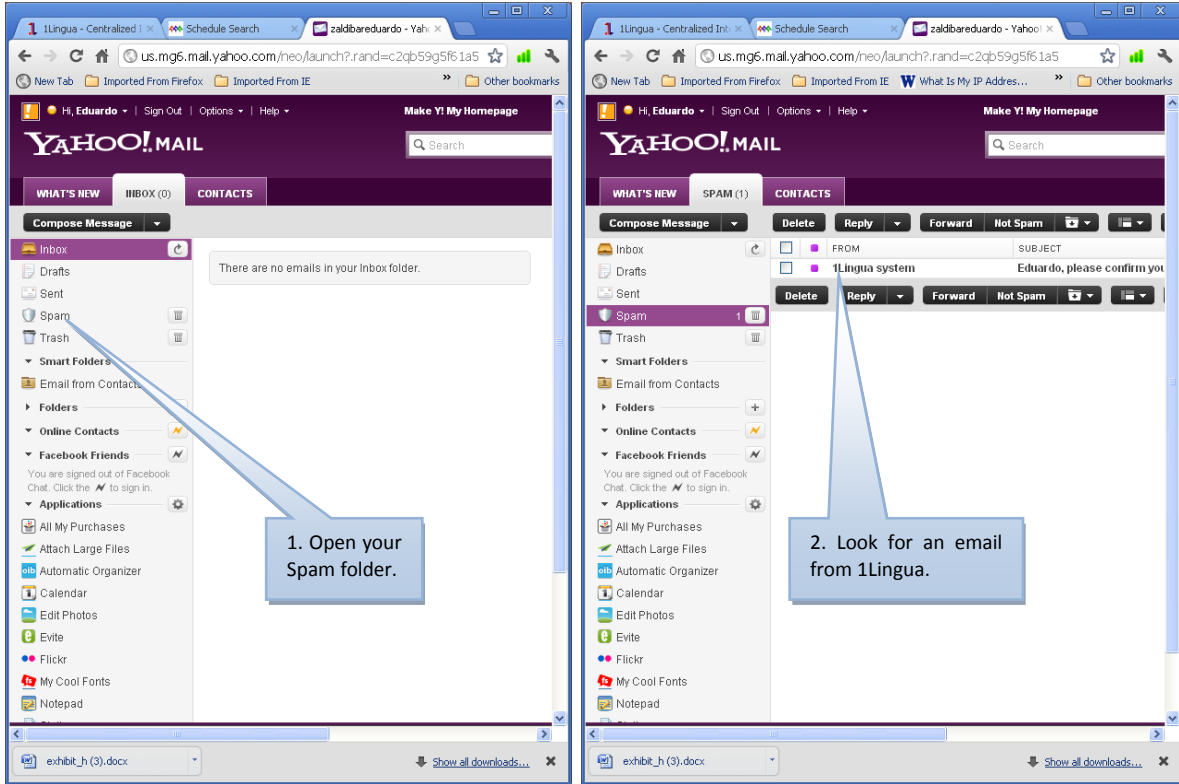 1Lingua - Centralized I
Schedule Search
zaldibareduardo - Yaho
us.mg6.mail.yahoo.com/neo/launch?.rand=c2qb59g5f61a5
New Tab Imported From Firefox Imported From IE » Other bookmarks
Hi, Eduardo Sign Out Options Help Make Y! My Homepage
YAHOO! MAIL
Search
WHAT'S NEW INBOX (0) CONTACTS
Compose Message
Inbox
There are no emails in your Inbox folder.
Drafts
Sent
Spam
Trash
Smart Folders
Email from Contacts
Folders
Online Contacts
Facebook Friends
You are signed out of Facebook
Chat. Click the to sign in.
Applications
All My Purchases
Attach Large Files
oib Automatic Organizer
1 Calendar
Edit Photos
Evite
Flickr
fs My Cool Fonts
Notepad
1. Open your
Spam folder.
exhibit_h (3).docx
Show all downloads...
1Lingua - Centralized Int
Schedule Search
zaldibareduardo - Yahoo!
us.mg6.mail.yahoo.com/neo/launch?.rand=c2qb59g5f61a5
New Tab Imported From Firefox Imported From IE W What Is My IP Addres... » Other bookmarks
Hi, Eduardo Sign Out Options Help Make Y! My Homepage
YAHOO! MAIL
Search
WHAT'S NEW SPAM (1) CONTACTS
Compose Message Delete Reply Forward Not Spam
Inbox FROM SUBJECT
Drafts 1Lingua system Eduardo, please confirm you
Sent Delete Reply Forward Not Spam
Spam 1
Trash
Smart Folders
Email from Contacts
Folders
Online Contacts
Facebook Friends
You are signed out of Facebook
Chat. Click the to sign in.
Applications
All My Purchases
Attach Large Files
oib Automatic Organizer
1 Calendar
Edit Photos
Evite
Flickr
fs My Cool Fonts
Notepad
2. Look for an email
from 1Lingua.
exhibit_h (3).docx
Show all downloads...